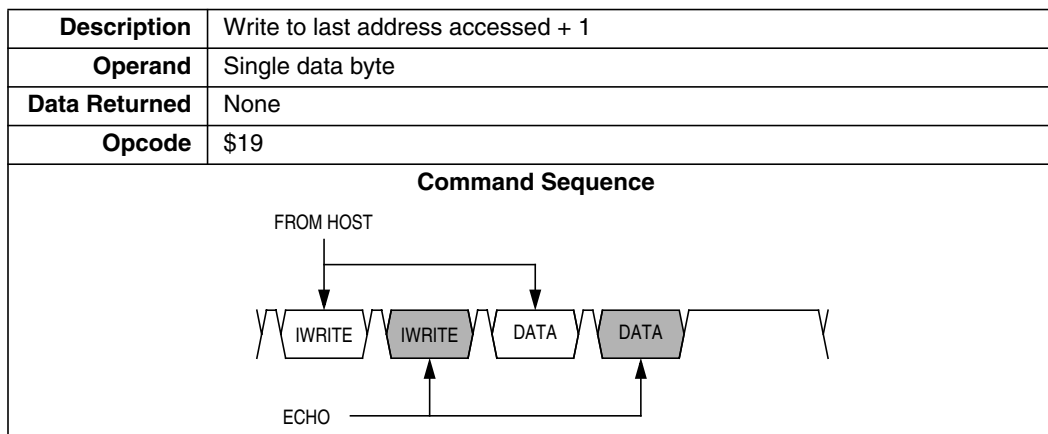 Description Write to last address accessed + 1
Operand Single data byte
Data Returned None
Opcode $19
Command Sequence
FROM HOST
IWRITE IWRITE DATA DATA
ECHO